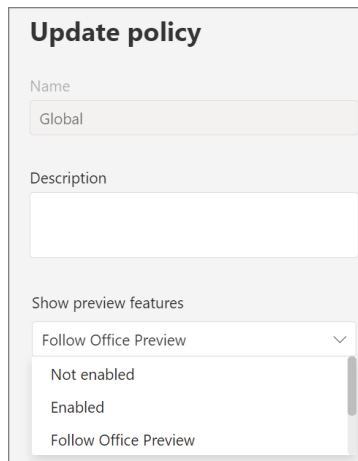 Update policy
Name
Global
Description
Show preview features
Follow Office Preview
Not enabled
Enabled
Follow Office Preview